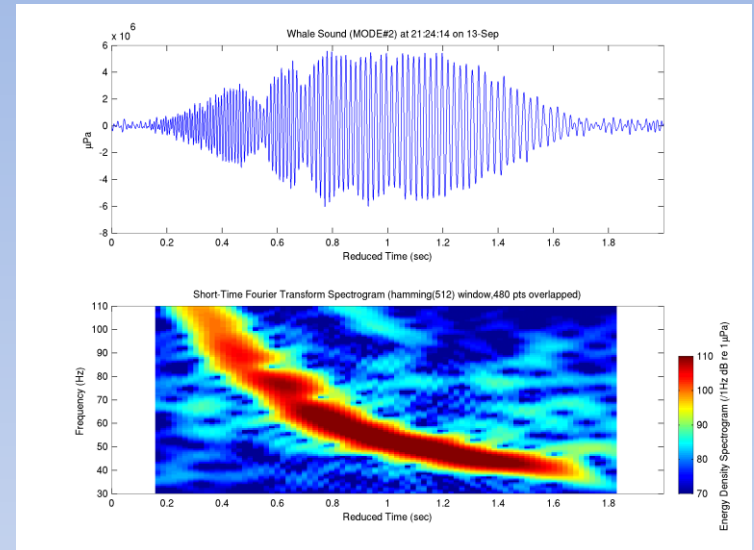 Whale Sound (MODE#2) at 21:24:14 on 13-Sep
x 10^6
6
4
2
0
-2
-4
-6
-8
µPa
0 0.2 0.4 0.6 0.8 1 1.2 1.4 1.6 1.8
Reduced Time (sec)
Short-Time Fourier Transform Spectrogram (hamming(512) window,480 pts overlapped)
110
100
90
80
70
60
50
40
30
Frequency (Hz)
0 0.2 0.4 0.6 0.8 1 1.2 1.4 1.6 1.8
Reduced Time (sec)
110
100
90
80
70
Energy Density Spectrogram (/1Hz dB re 1µPa)